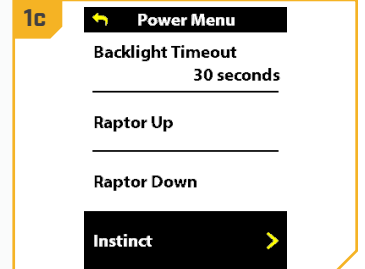 1c
Power Menu
Backlight Timeout
30 seconds
Raptor Up
Raptor Down
Instinct